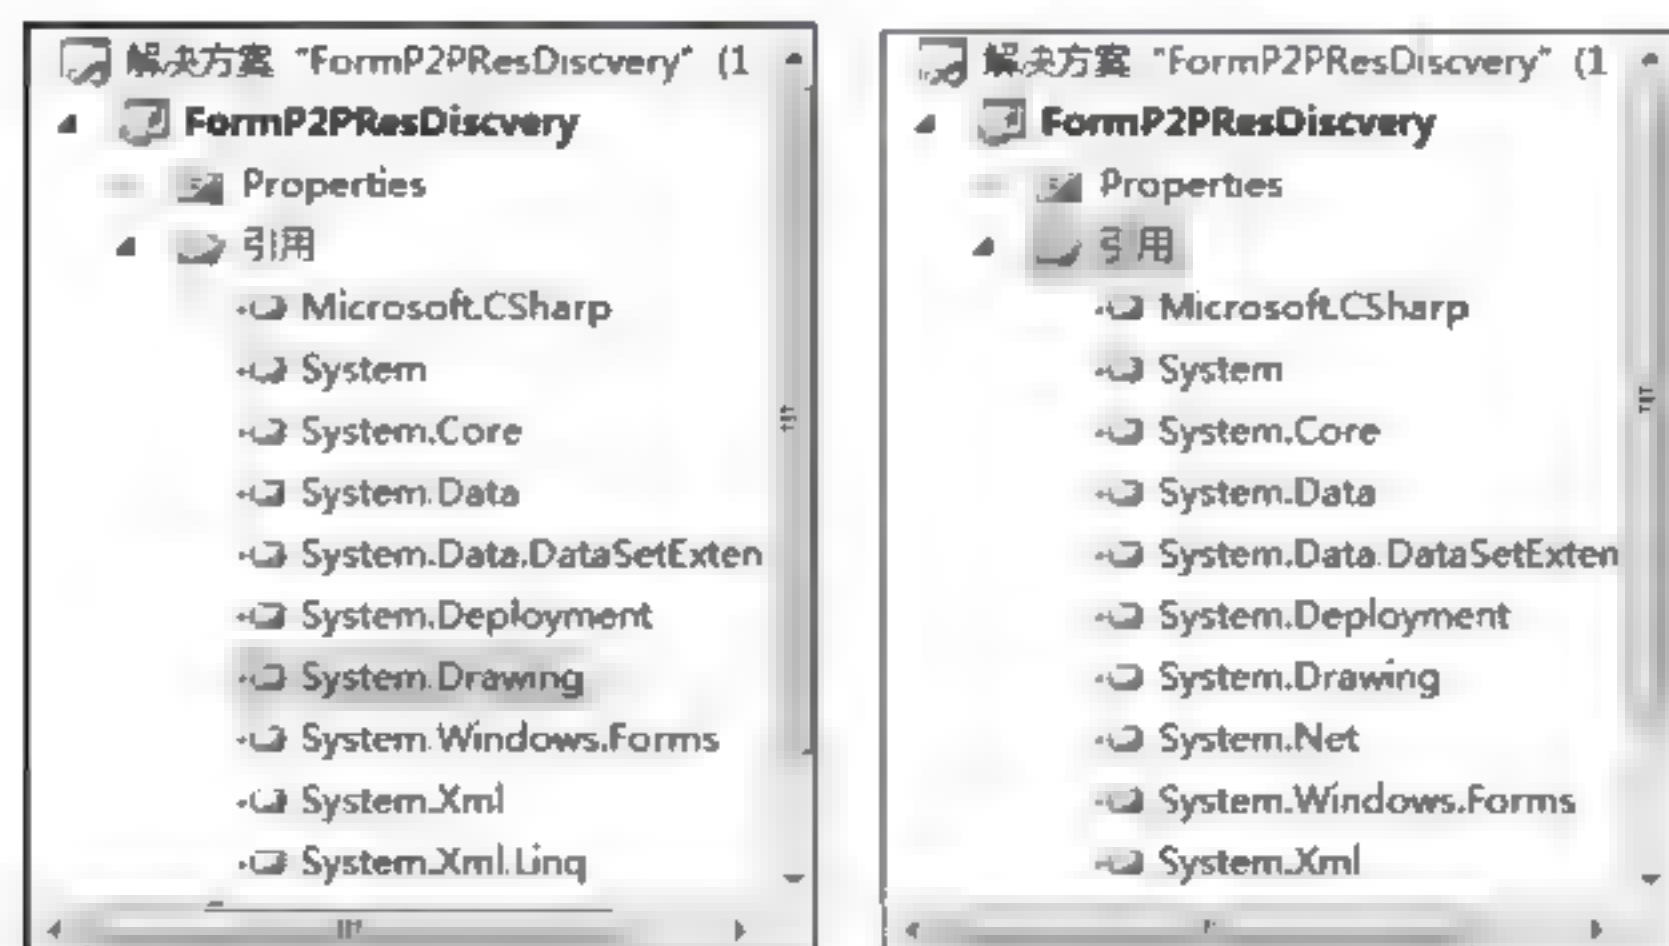 解决方案 "FormP2PResDiscvery" (1
FormP2PResDiscvery
Properties
引用
Microsoft.CSharp
System
System.Core
System.Data
System.Data.DataSetExten
System.Deployment
System.Drawing
System.Windows.Forms
System.Xml
System.Xml.Linq
解决方案 "FormP2PResDiscvery" (1
FormP2PResDiscvery
Properties
引用
Microsoft.CSharp
System
System.Core
System.Data
System.Data.DataSetExten
System.Deployment
System.Drawing
System.Net
System.Windows.Forms
System.Xml